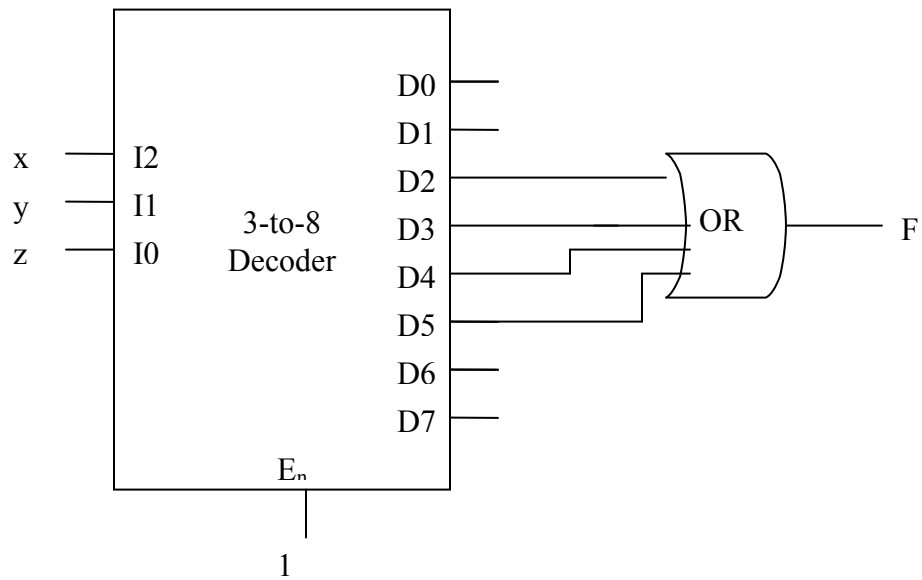 D0
D1
x I2 D2
y I1 D3 OR F
3-to-8
z I0 Decoder D4
D5
D6
D7
En
1